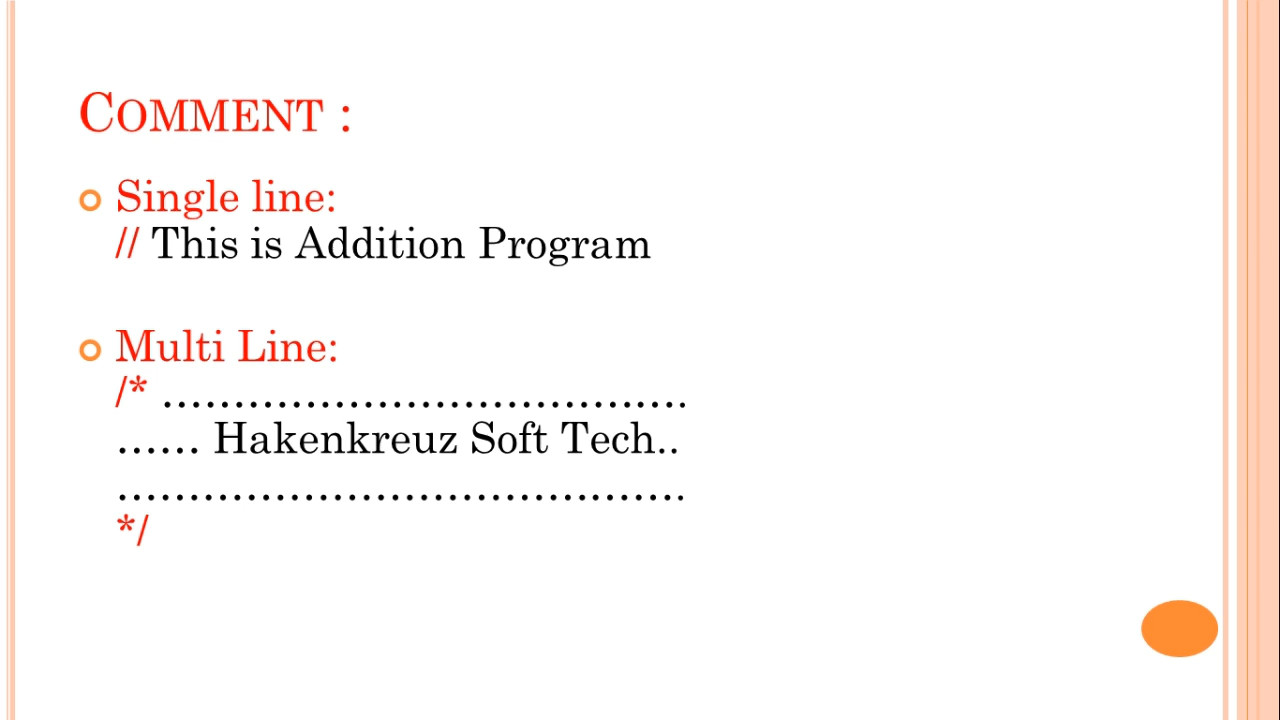 COMMENT :
Single line:
// This is Addition Program
Multi Line:
/* ………………………………….
…… Hakenkreuz Soft Tech..
…………………………………….
*/